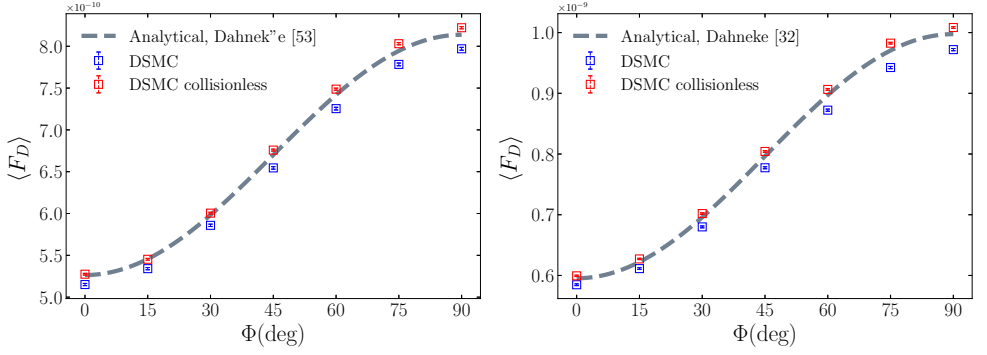 ×10⁻¹⁰
Analytical, Dahnek”e [53]
DSMC
DSMC collisionless
8.0
7.5
7.0
6.5
6.0
5.5
5.0
⟨F_D⟩
0 15 30 45 60 75 90
Φ(deg)
×10⁻⁹
Analytical, Dahneke [32]
DSMC
DSMC collisionless
1.0
0.9
0.8
0.7
0.6
⟨F_D⟩
0 15 30 45 60 75 90
Φ(deg)